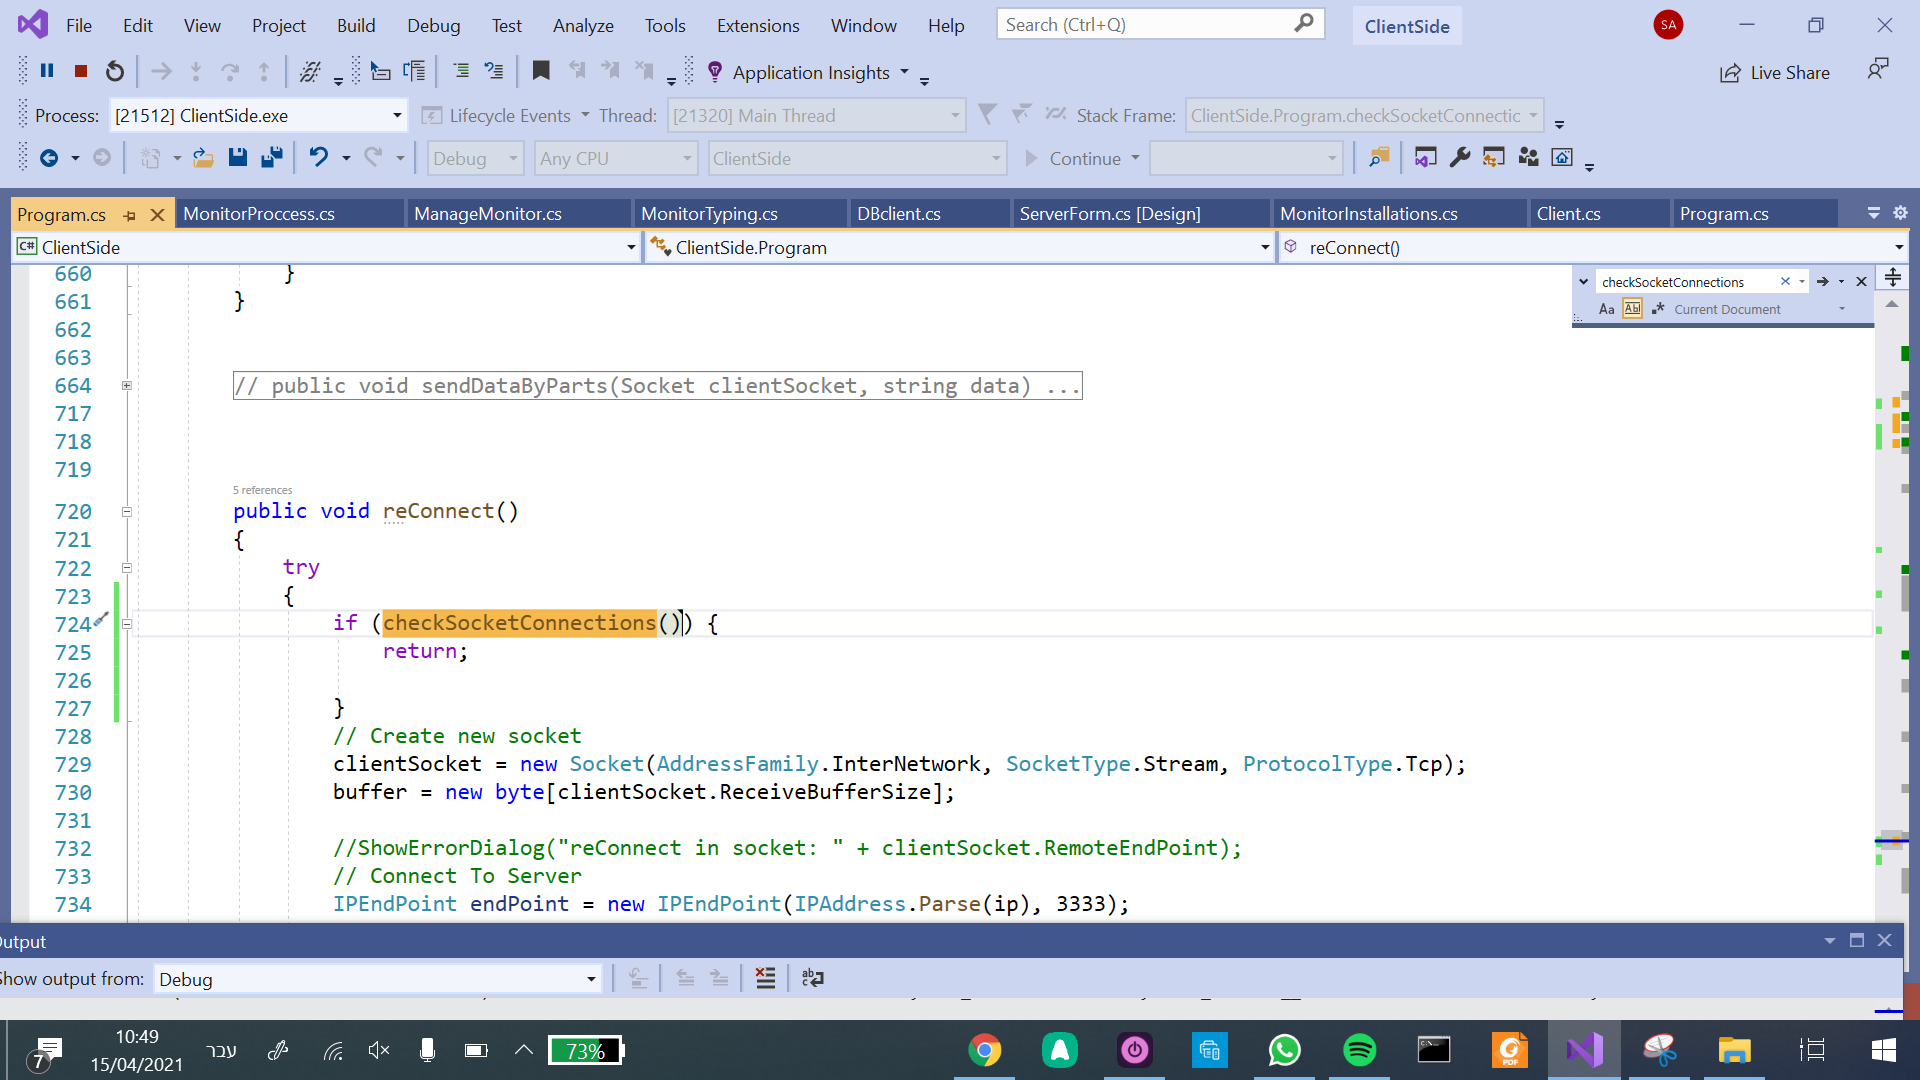 File Edit View Project Build Debug Test Analyze Tools Extensions Window Help Search (Ctrl+Q) ClientSide SA
Application Insights Live Share
Process: [21512] ClientSide.exe Lifecycle Events Thread: [21320] Main Thread Stack Frame: ClientSide.Program.checkSocketConnectic
Debug Any CPU ClientSide Continue
Program.cs MonitorProccess.cs ManageMonitor.cs MonitorTyping.cs DBclient.cs ServerForm.cs [Design] MonitorInstallations.cs Client.cs Program.cs
C# ClientSide ClientSide.Program reConnect()
checkSocketConnections
Aa Abl .* Current Document
660 }
661 }
662
663
664 // public void sendDataByParts(Socket clientSocket, string data) ...
717
718
719
5 references
720 public void reConnect()
721 {
722 try
723 {
724 if (checkSocketConnections()) {
725 return;
726
727 }
728 // Create new socket
729 clientSocket = new Socket(AddressFamily.InterNetwork, SocketType.Stream, ProtocolType.Tcp);
730 buffer = new byte[clientSocket.ReceiveBufferSize];
731
732 //ShowErrorDialog("reConnect in socket: " + clientSocket.RemoteEndPoint);
733 // Connect To Server
734 IPEndPoint endPoint = new IPEndPoint(IPAddress.Parse(ip), 3333);
Output
Show output from: Debug
7 10:49 עבר 73% PDF
15/04/2021